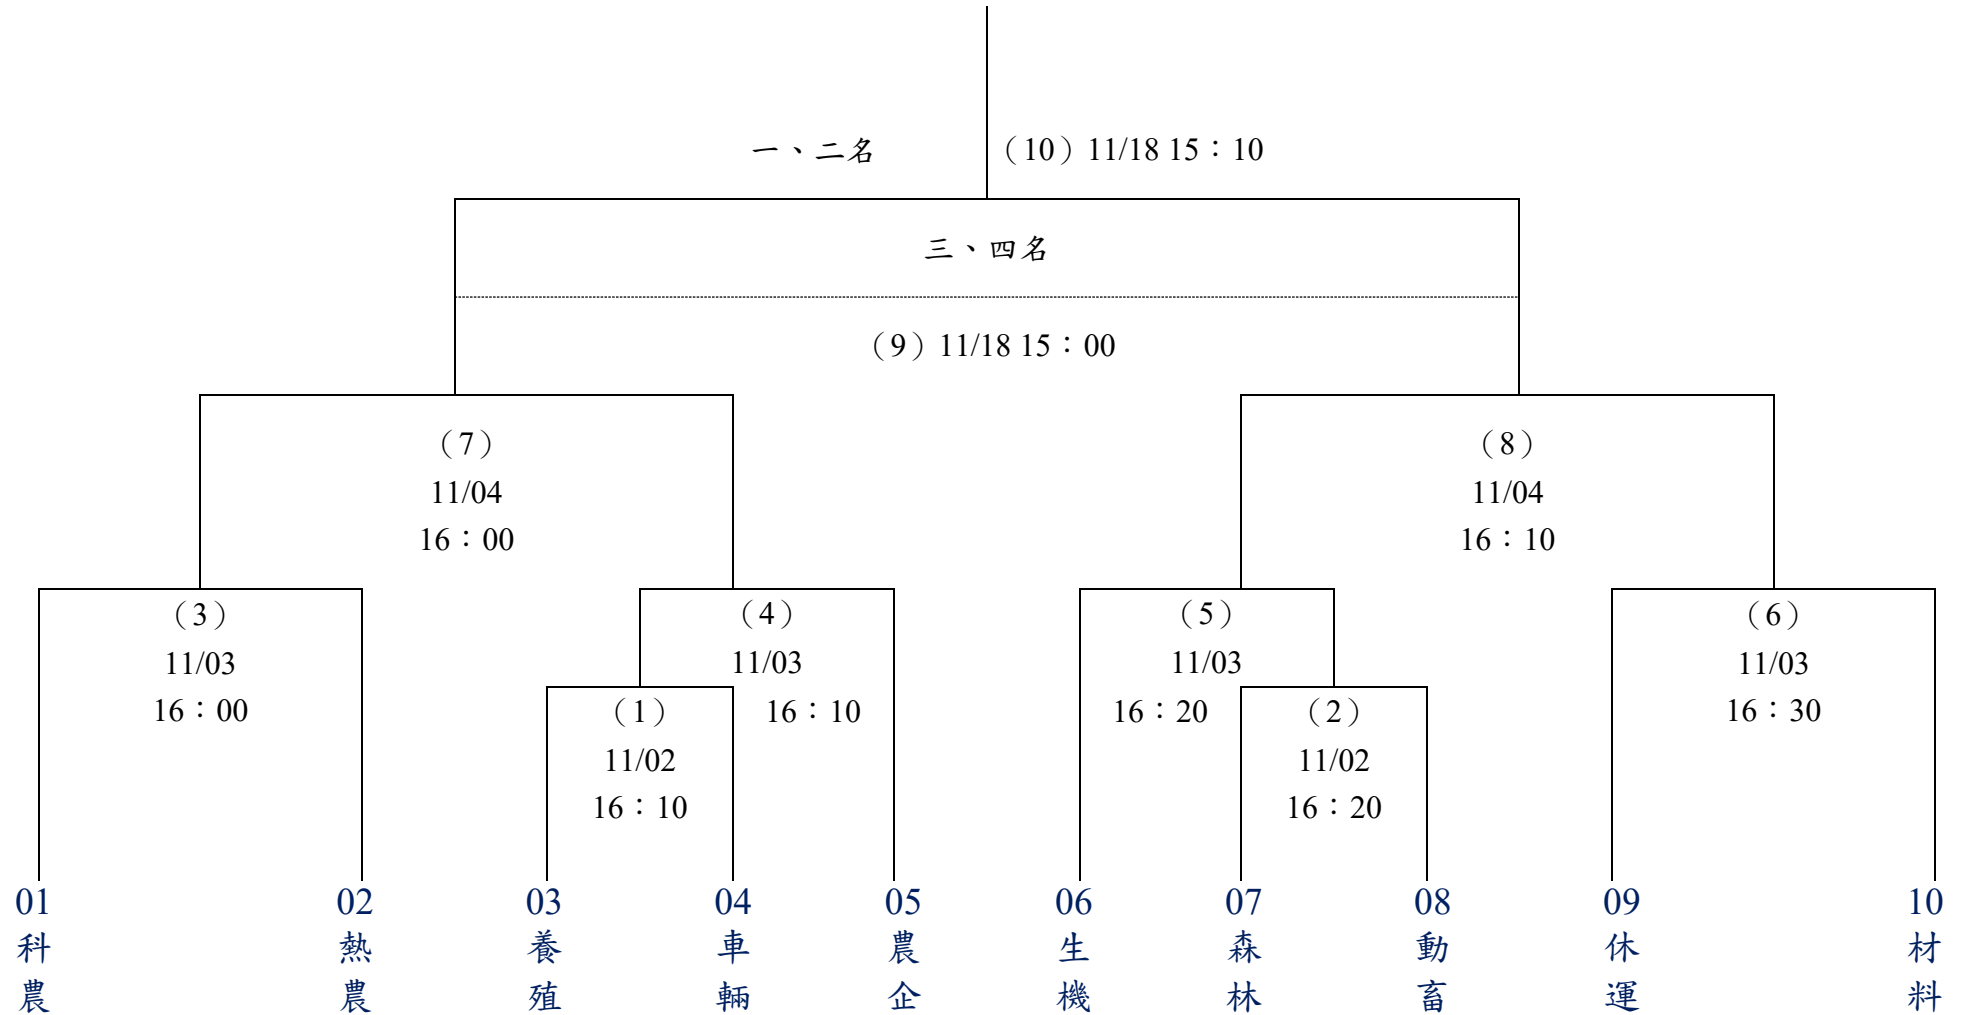 一、二名 （10）11/18 15：10
三、四名
（9）11/18 15：00
（7） （8）
11/04 11/04
16：00 16：10
（3） （4） （5） （6）
11/03 11/03 11/03 11/03
16：00 （1） 16：10 16：20 （2） 16：30
11/02 11/02
16：10 16：20
01 02 03 04 05 06 07 08 09 10
科 熱 養 車 農 生 森 動 休 材
農 農 殖 輛 企 機 林 畜 運 料